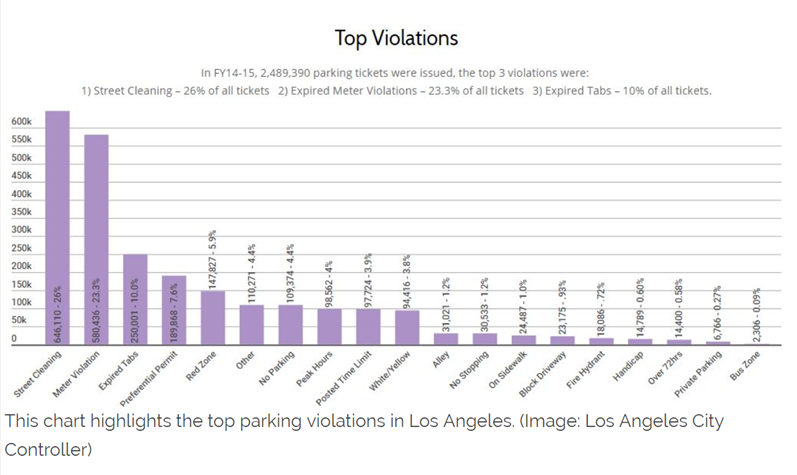 Top Violations
In FY14-15, 2,489,390 parking tickets were issued, the top 3 violations were:
1) Street Cleaning – 26% of all tickets 2) Expired Meter Violations – 23.3% of all tickets 3) Expired Tabs – 10% of all tickets.
600k
550k
500k
450k
400k
350k
300k
250k
200k
150k
100k
50k
0
646,110 - 26%
580,436 - 23.3%
250,001 - 10.0%
189,868 - 7.6%
147,827 - 5.9%
110,271 - 4.4%
109,374 - 4.4%
98,562 - 4%
97,724 - 3.9%
94,416 - 3.8%
31,021 - 1.2%
30,533 - 1.2%
24,487 - 1.0%
23,175 - .93%
18,086 - .72%
14,789 - 0.60%
14,400 - 0.58%
6,766 - 0.27%
2,306 - 0.09%
Street Cleaning
Meter Violation
Expired Tabs
Preferential Permit
Red Zone
Other
No Parking
Peak Hours
Posted Time Limit
White/Yellow
Alley
No Stopping
On Sidewalk
Block Driveway
Fire Hydrant
Handicap
Over 72hrs
Private Parking
Bus Zone
This chart highlights the top parking violations in Los Angeles. (Image: Los Angeles City
Controller)